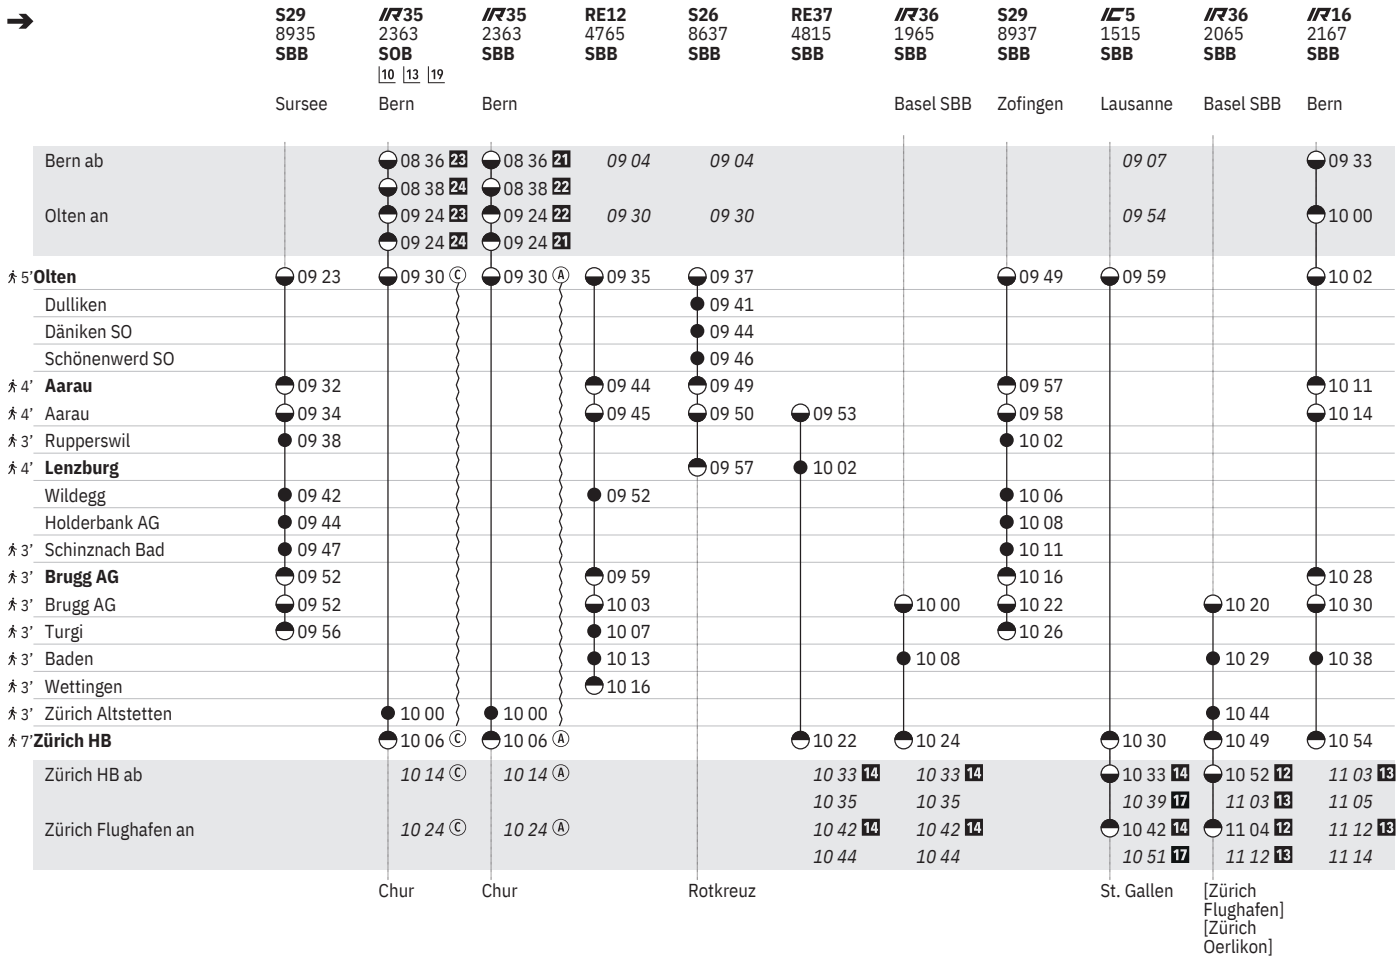 ➔ S29 IR35 IR35 RE12 S26 RE37 IR36 S29 IC5 IR36 IR16
8935 2363 2363 4765 8637 4815 1965 8937 1515 2065 2167
SBB SOB SBB SBB SBB SBB SBB SBB SBB SBB SBB
10 13 19
Sursee Bern Bern Basel SBB Zofingen Lausanne Basel SBB Bern
Bern ab 08 36 23 08 36 21 09 04 09 04 09 07 09 33
08 38 24 08 38 22
Olten an 09 24 23 09 24 22 09 30 09 30 09 54 10 00
09 24 24 09 24 21
5' Olten 09 23 09 30 C 09 30 A 09 35 09 37 09 49 09 59 10 02
Dulliken 09 41
Däniken SO 09 44
Schönenwerd SO 09 46
4' Aarau 09 32 09 44 09 49 09 57 10 11
4' Aarau 09 34 09 45 09 50 09 53 09 58 10 14
3' Rupperswil 09 38 10 02
4' Lenzburg 09 57 10 02
Wildegg 09 42 09 52 10 06
Holderbank AG 09 44 10 08
3' Schinznach Bad 09 47 10 11
3' Brugg AG 09 52 09 59 10 16 10 28
3' Brugg AG 09 52 10 03 10 00 10 22 10 20 10 30
3' Turgi 09 56 10 07 10 26
3' Baden 10 13 10 08 10 29 10 38
3' Wettingen 10 16
3' Zürich Altstetten 10 00 10 00 10 44
7' Zürich HB 10 06 C 10 06 A 10 22 10 24 10 30 10 49 10 54
Zürich HB ab 10 14 C 10 14 A 10 33 14 10 33 14 10 33 14 10 52 12 11 03 13
10 35 10 35 10 39 17 11 03 13 11 05
Zürich Flughafen an 10 24 C 10 24 A 10 42 14 10 42 14 10 42 14 11 04 12 11 12 13
10 44 10 44 10 51 17 11 12 13 11 14
Chur Chur Rotkreuz St. Gallen [Zürich
Flughafen]
[Zürich
Oerlikon]